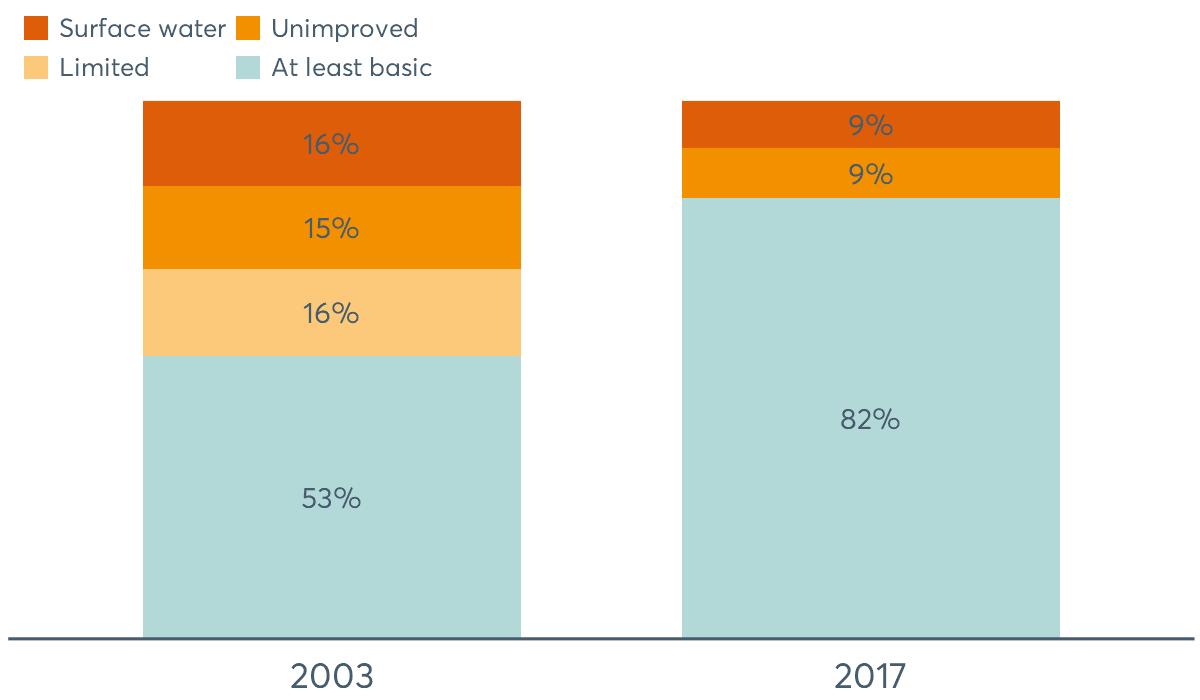 Surface water Unimproved
Limited At least basic
16% 9%
15% 9%
16%
53% 82%
2003 2017